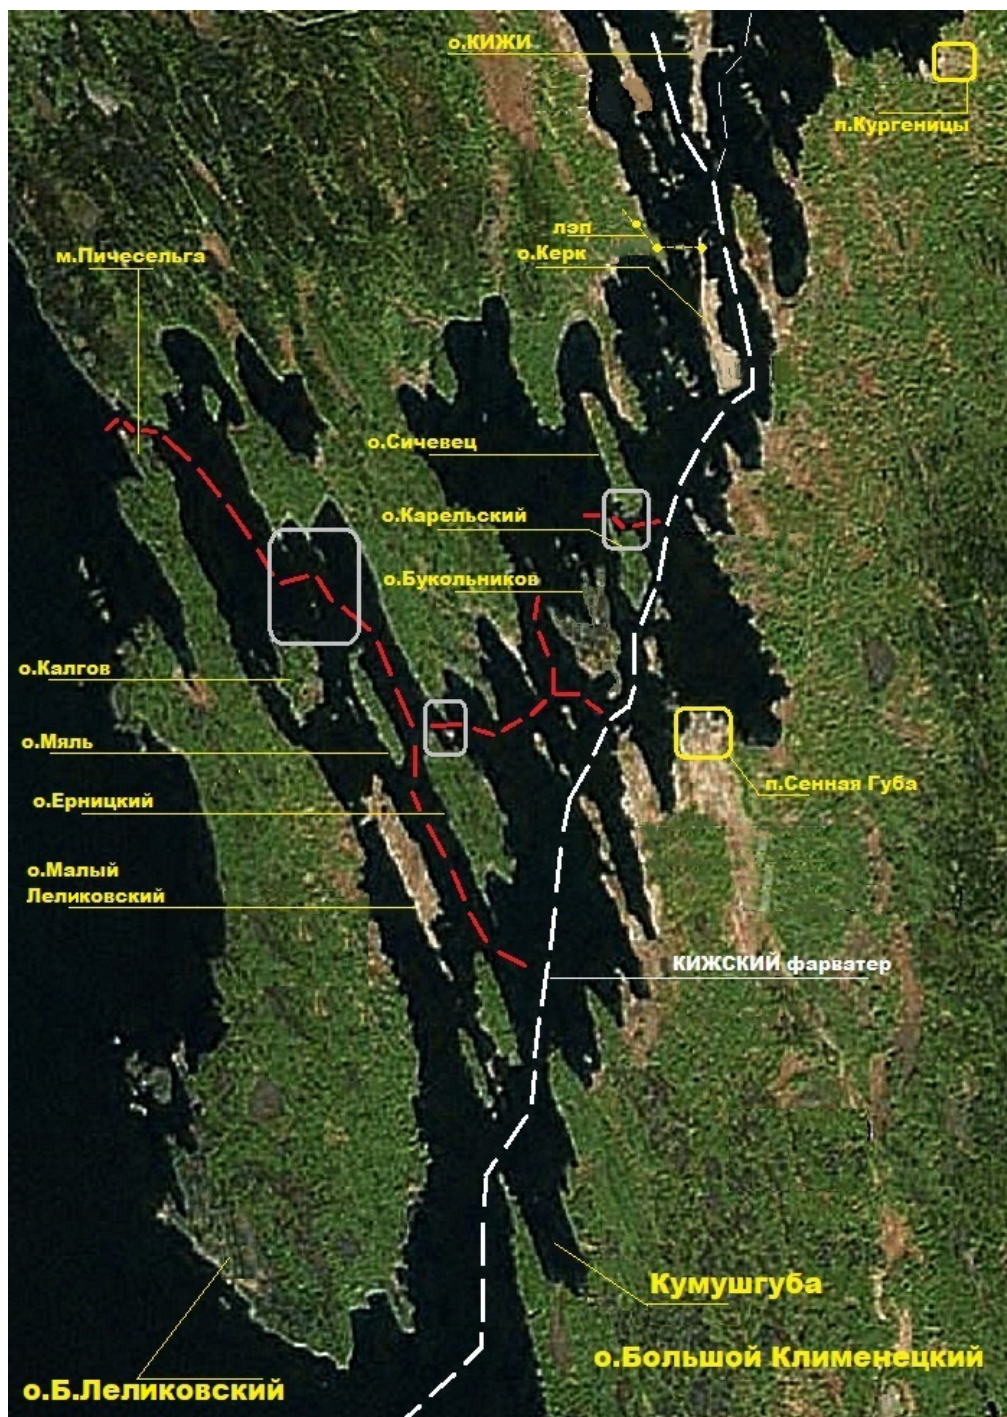 о.КИЖИ
п.Кургеницы
лэп
о.Керк
м.Пичесельга
о.Сичевец
о.Карельский
о.Букольников
о.Калгов
о.Мяль
п.Сенная Губа
о.Ерницкий
о.Малый
Леликовский
КИЖСКИЙ фарватер
Кумушгуба
о.Большой Клименецкий
о.Б.Леликовский